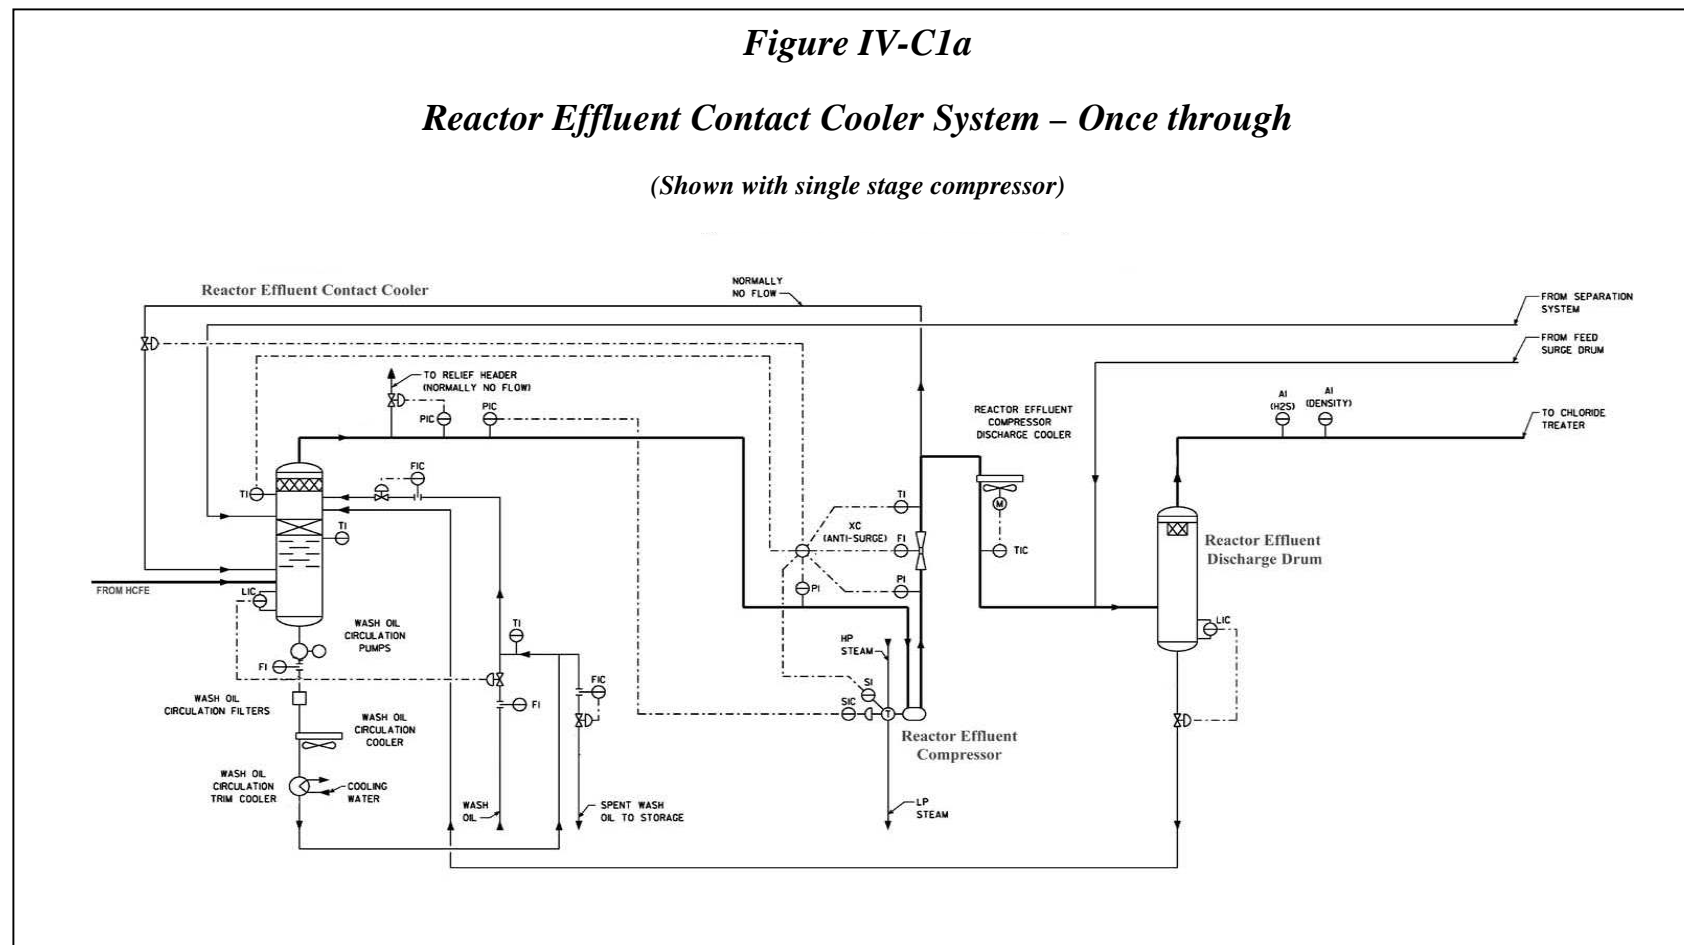 Figure IV-C1a
Reactor Effluent Contact Cooler System – Once through
(Shown with single stage compressor)
Reactor Effluent Contact Cooler
NORMALLY
NO FLOW
FROM SEPARATION
SYSTEM
FROM FEED
SURGE DRUM
TO RELIEF HEADER
(NORMALLY NO FLOW)
PIC
PIC
REACTOR EFFLUENT
COMPRESSOR
DISCHARGE COOLER
AI
(H2S)
AI
(DENSITY)
TO CHLORIDE
TREATER
FIC
TI
TI
TI
M
XC
(ANTI-SURGE)
FI
TIC
Reactor Effluent
Discharge Drum
PI
PI
FROM HCFE
LIC
WASH OIL
CIRCULATION
PUMPS
TI
HP
STEAM
LIC
FI
FIC
SI
WASH OIL
CIRCULATION FILTERS
FI
SIC
T
WASH OIL
CIRCULATION
COOLER
Reactor Effluent
Compressor
WASH OIL
CIRCULATION
TRIM COOLER
COOLING
WATER
WASH
OIL
SPENT WASH
OIL TO STORAGE
LP
STEAM